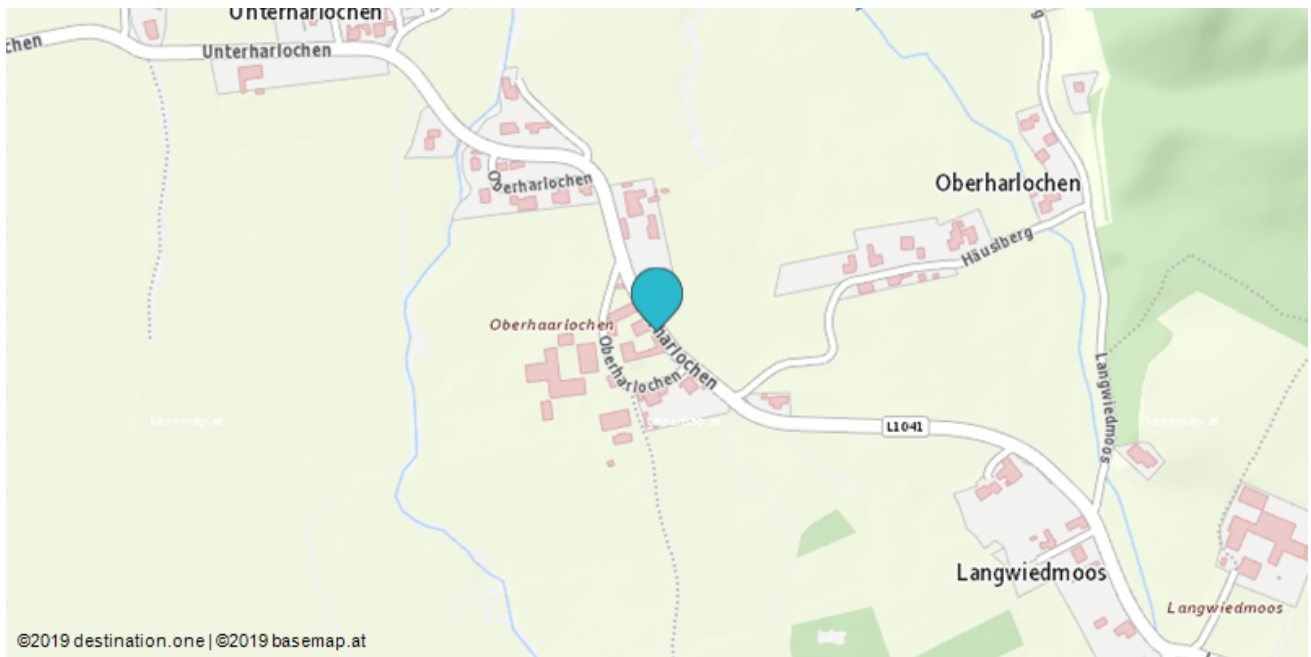 Unterharlochen
chen
Unterharlochen
Oberharlochen
Oberharlochen
Häuslberg
Oberhaarlochen
harlochen
Oberharlochen
Langwiedmoos
basemap.at
basemap.at
basemap.at
L1041
Langwiedmoos
Langwiedmoos
©2019 destination.one | ©2019 basemap.at